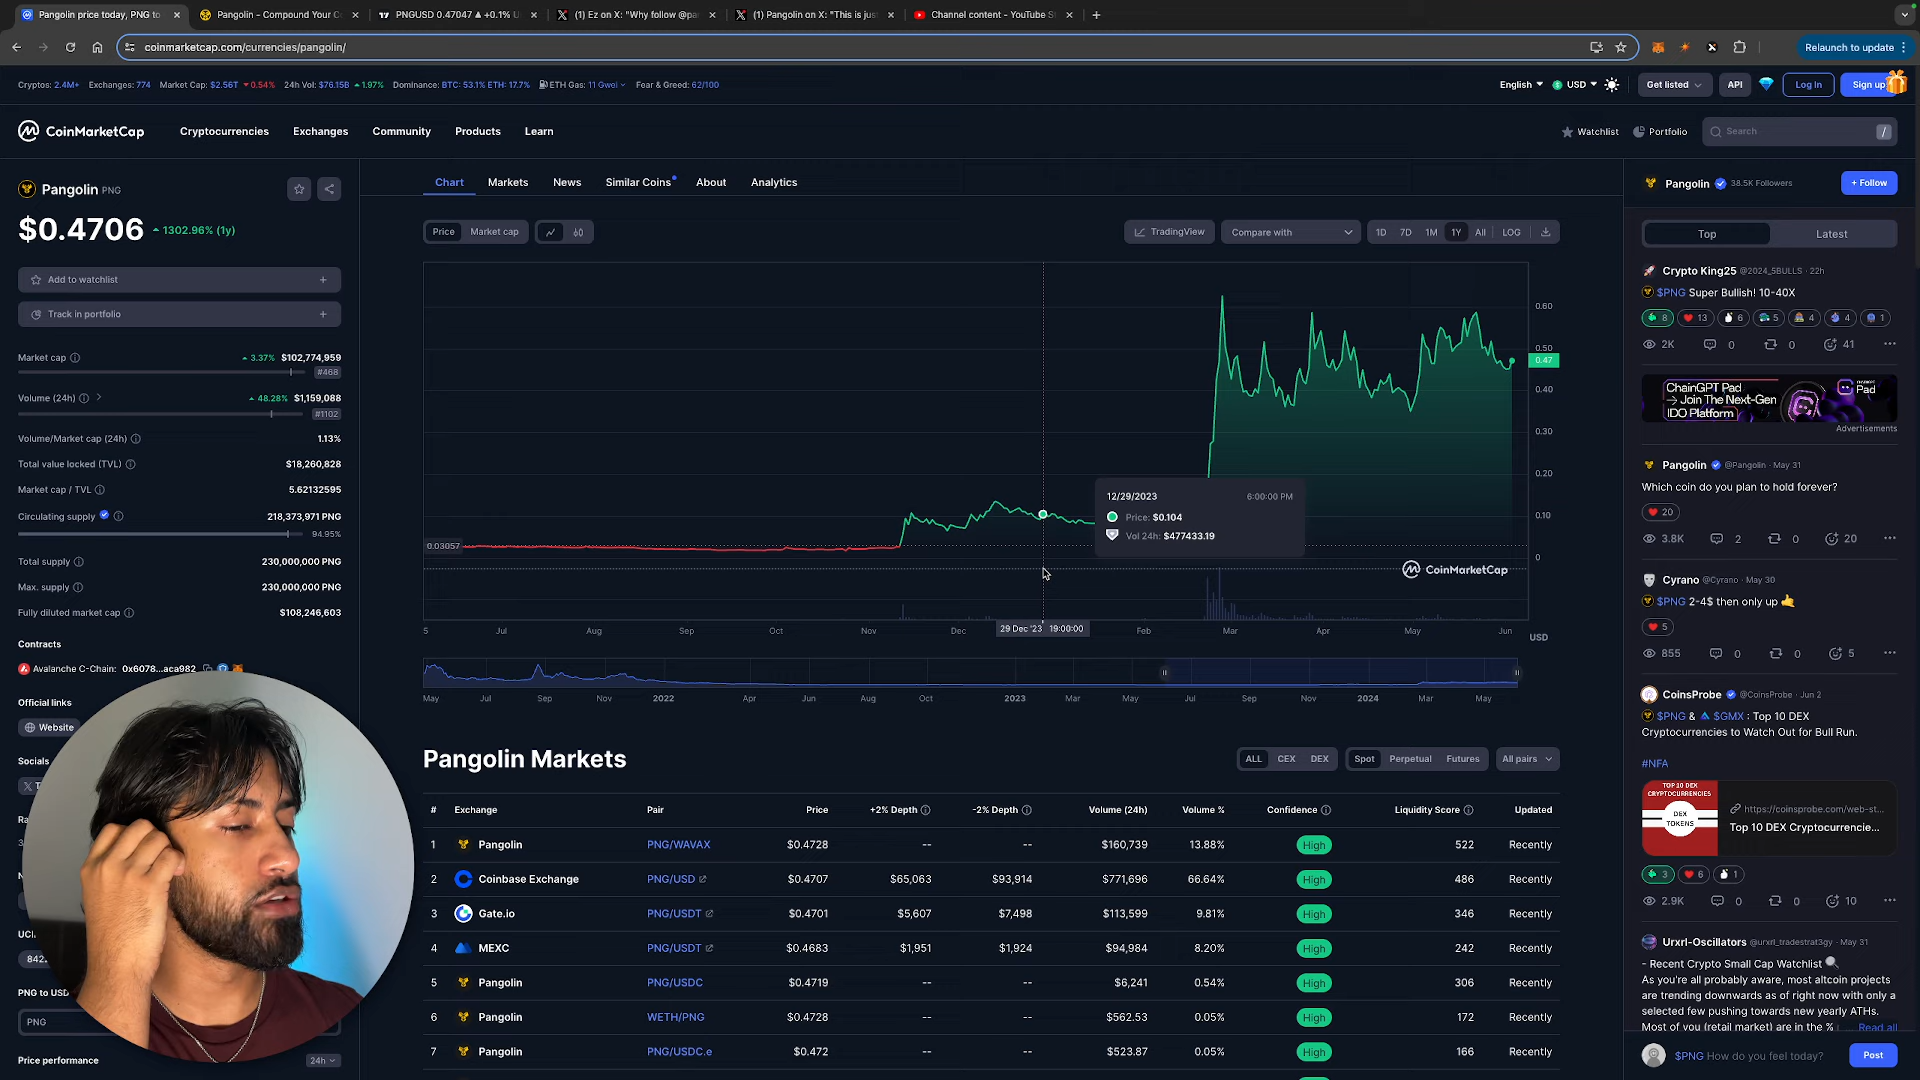 Pangolin price today, PNG to
Pangolin - Compound Your C
PNGUSD 0.47047 ▲ +0.1% U
(1) Ez on X: "Why follow @pa
(1) Pangolin on X: "This is jus
Channel content - YouTube S
coinmarketcap.com/currencies/pangolin/
Relaunch to update
Cryptos: 2.4M+ Exchanges: 774 Market Cap: $2.56T 0.54% 24h Vol: $76.15B 1.97% Dominance: BTC: 53.1% ETH: 17.7% ETH Gas: 11 Gwei Fear & Greed: 62/100
English USD Get listed API Log In Sign up
CoinMarketCap Cryptocurrencies Exchanges Community Products Learn
Watchlist Portfolio Search /
Pangolin PNG
$0.4706 1302.96% (1y)
Add to watchlist +
Track in portfolio +
Market cap 3.37% $102,774,959
#468
Volume (24h) 48.28% $1,159,088
#1102
Volume/Market cap (24h) 1.13%
Total value locked (TVL) $18,260,828
Market cap / TVL 5.62132595
Circulating supply 218,373,971 PNG
94.95%
Total supply 230,000,000 PNG
Max. supply 230,000,000 PNG
Fully diluted market cap $108,246,603
Contracts
Avalanche C-Chain: 0x6078...aca982
Official links
Website
Socials
UCI
842
PNG to USD
PNG
Price performance 24h
Chart Markets News Similar Coins About Analytics
Price Market cap
TradingView Compare with 1D 7D 1M 1Y All LOG
0.60
0.50
0.47
0.40
0.30
0.20
0.10
0
0.03057
12/29/2023 6:00:00 PM
Price: $0.104
Vol 24h: $477433.19
CoinMarketCap
5 Jul Aug Sep Oct Nov Dec 29 Dec '23 19:00:00 Feb Mar Apr May Jun
USD
May Jul Sep Nov 2022 Apr Jun Aug Oct 2023 Mar May Jul Sep Nov 2024 Mar May
Pangolin Markets
ALL CEX DEX Spot Perpetual Futures All pairs
# Exchange Pair Price +2% Depth -2% Depth Volume (24h) Volume % Confidence Liquidity Score Updated
1 Pangolin PNG/WAVAX $0.4728 -- -- $160,739 13.88% High 522 Recently
2 Coinbase Exchange PNG/USD $0.4707 $65,063 $93,914 $771,696 66.64% High 486 Recently
3 Gate.io PNG/USDT $0.4701 $5,607 $7,498 $113,599 9.81% High 346 Recently
4 MEXC PNG/USDT $0.4683 $1,951 $1,924 $94,984 8.20% High 242 Recently
5 Pangolin PNG/USDC $0.4719 -- -- $6,241 0.54% High 306 Recently
6 Pangolin WETH/PNG $0.4728 -- -- $562.53 0.05% High 172 Recently
7 Pangolin PNG/USDC.e $0.472 -- -- $523.87 0.05% High 166 Recently
Pangolin 38.5K Followers + Follow
Top Latest
Crypto King25 @2024_5BULLS · 22h
$PNG Super Bullish! 10-40X
8 13 6 5 4 4 1
2K 0 0 41
ChainGPT Pad
→ Join The Next-Gen
IDO Platform
Pad
Advertisements
Pangolin @Pangolin · May 31
Which coin do you plan to hold forever?
20
3.8K 2 0 20
Cyrano @Cyrano · May 30
$PNG 2-4$ then only up
5
855 0 0 5
CoinsProbe @CoinsProbe · Jun 2
$PNG & $GMX : Top 10 DEX
Cryptocurrencies to Watch Out for Bull Run.
#NFA
TOP 10 DEX
CRYPTOCURRENCIES
DEX
TOKENS
https://coinsprobe.com/web-st...
Top 10 DEX Cryptocurrencie...
3 6 1
2.9K 0 0 10
Urxrl-Oscillators @urxrl_tradestrat3gy · May 31
- Recent Crypto Small Cap Watchlist
As you're all probably aware, most altcoin projects
are trending downwards as of right now with only a
selected few pushing towards new yearly ATHs.
Most of you (retail market) are in the % Read all
$PNG How do you feel today? Post